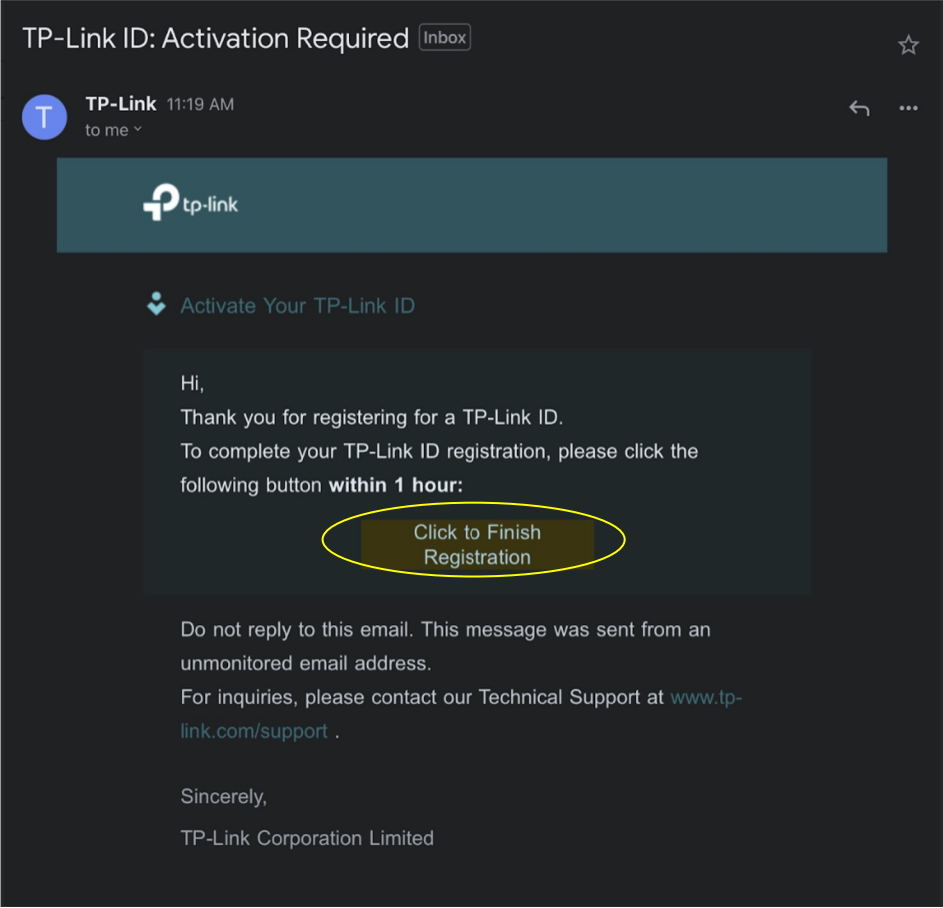 TP-Link ID: Activation Required Inbox
T
TP-Link 11:19 AM
to me
tp-link
Activate Your TP-Link ID
Hi,
Thank you for registering for a TP-Link ID.
To complete your TP-Link ID registration, please click the
following button within 1 hour:
Click to Finish
Registration
Do not reply to this email. This message was sent from an
unmonitored email address.
For inquiries, please contact our Technical Support at www.tp-
link.com/support .
Sincerely,
TP-Link Corporation Limited